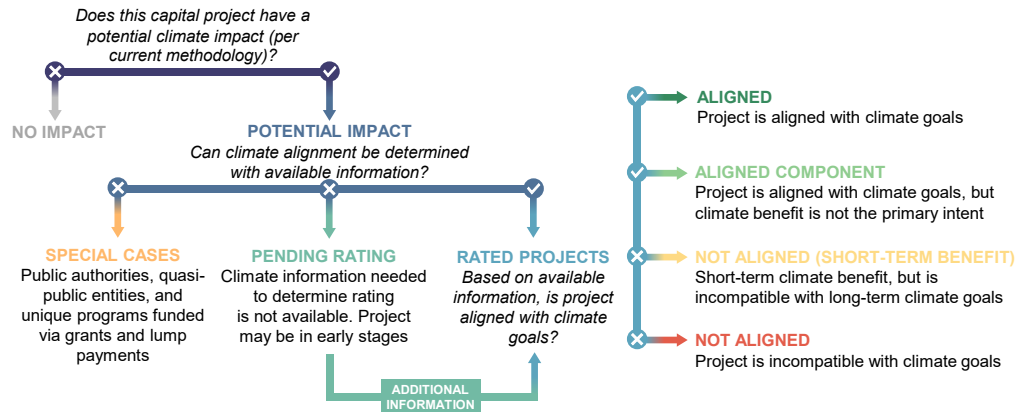 Does this capital project have a
potential climate impact (per
current methodology)?
NO IMPACT
POTENTIAL IMPACT
Can climate alignment be determined
with available information?
SPECIAL CASES
Public authorities, quasi-
public entities, and
unique programs funded
via grants and lump
payments
PENDING RATING
Climate information needed
to determine rating
is not available. Project
may be in early stages
RATED PROJECTS
Based on available
information, is project
aligned with climate
goals?
ADDITIONAL
INFORMATION
ALIGNED
Project is aligned with climate goals
ALIGNED COMPONENT
Project is aligned with climate goals, but
climate benefit is not the primary intent
NOT ALIGNED (SHORT-TERM BENEFIT)
Short-term climate benefit, but is
incompatible with long-term climate goals
NOT ALIGNED
Project is incompatible with climate goals